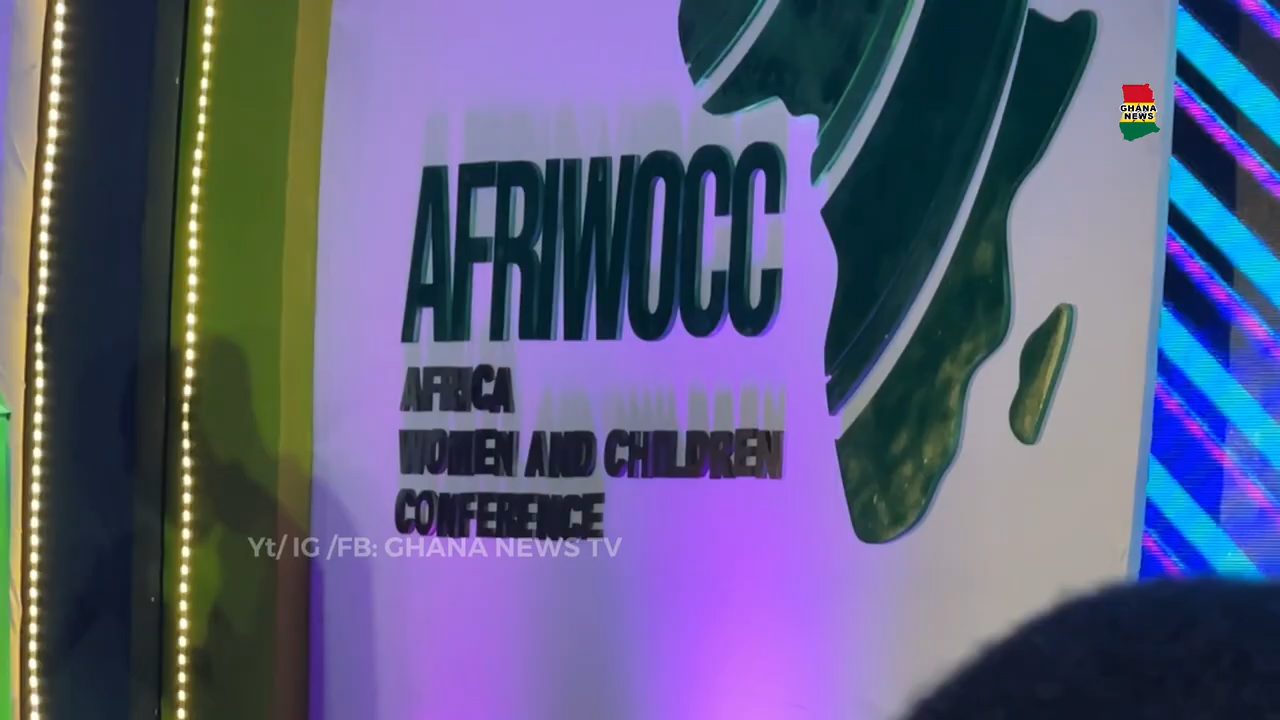 GHANA
NEWS
AFRIWOCC
AFRICA
WOMEN AND CHILDREN
CONFERENCE
Yt/ IG /FB: GHANA NEWS TV